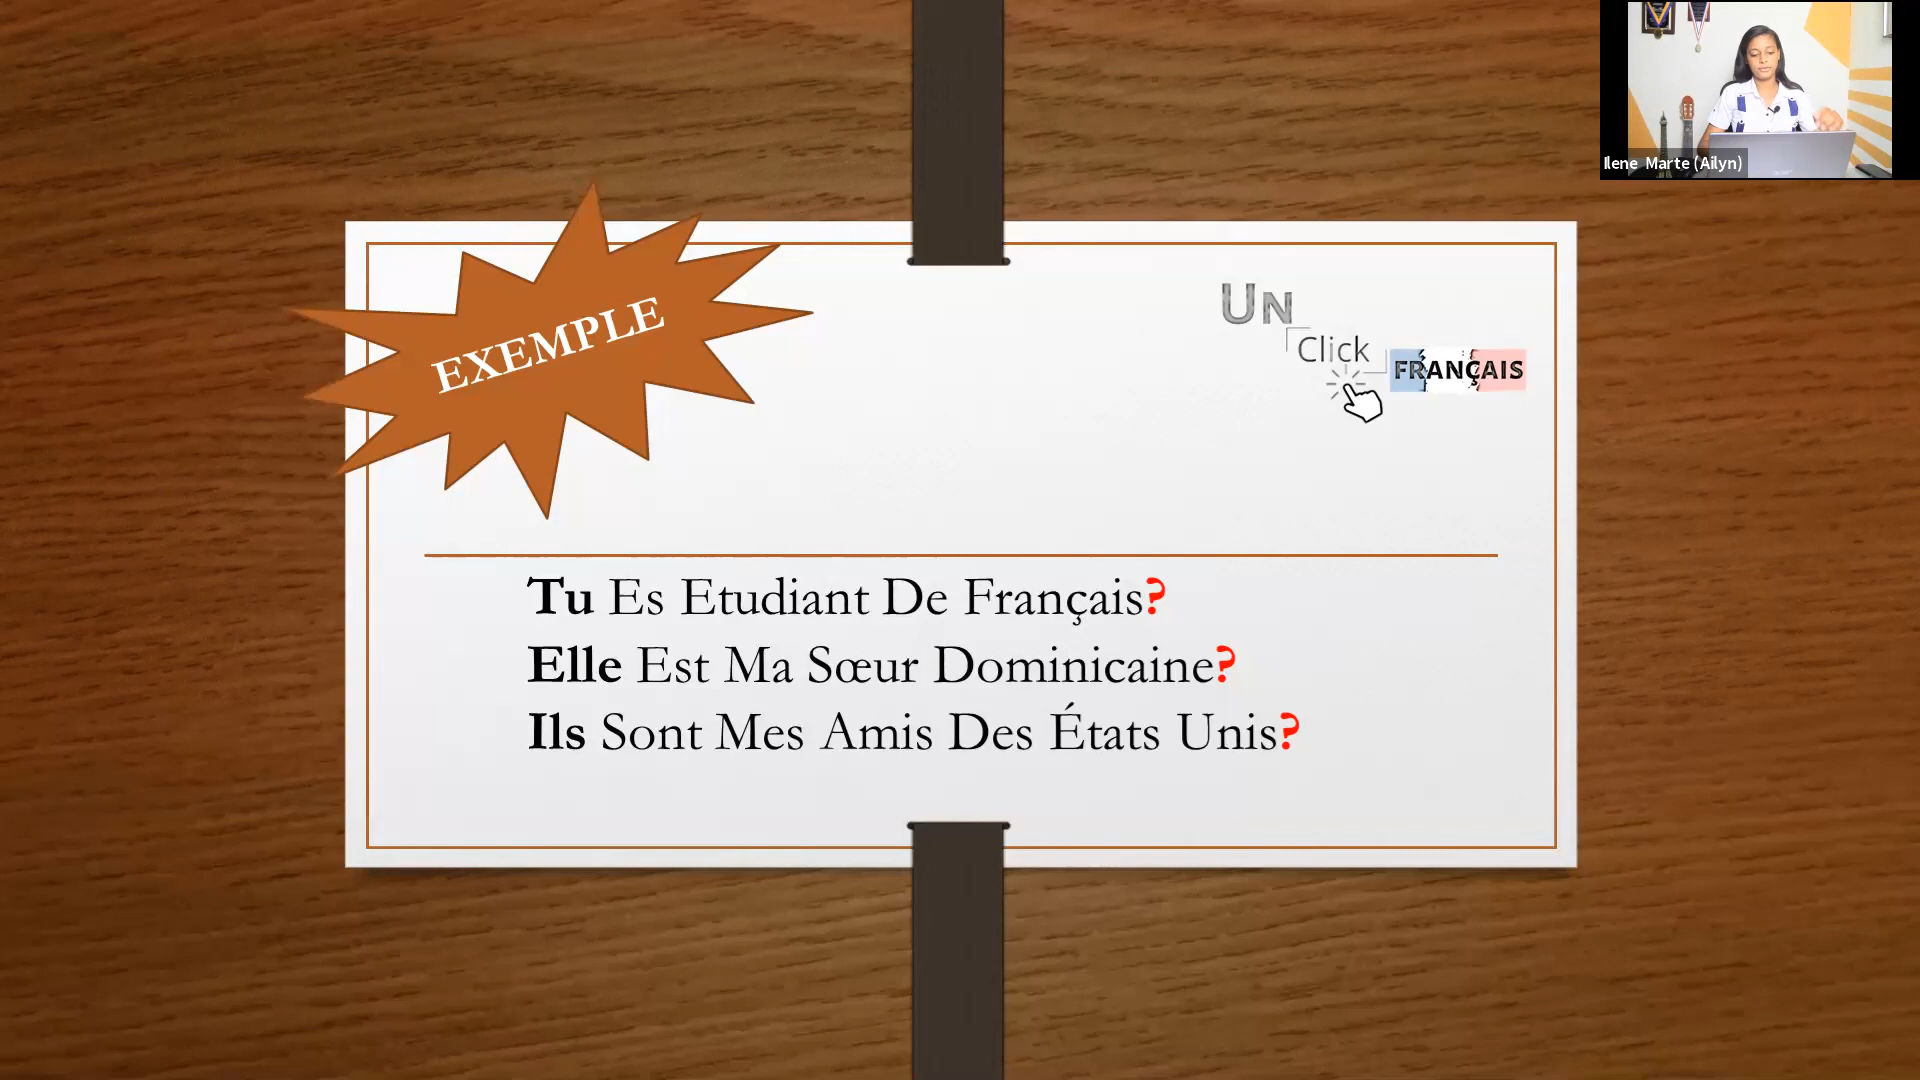 Ilene Marte (Ailyn)
EXEMPLE
UN
Click
FRANÇAIS
Tu Es Etudiant De Français?
Elle Est Ma Sœur Dominicaine?
Ils Sont Mes Amis Des États Unis?